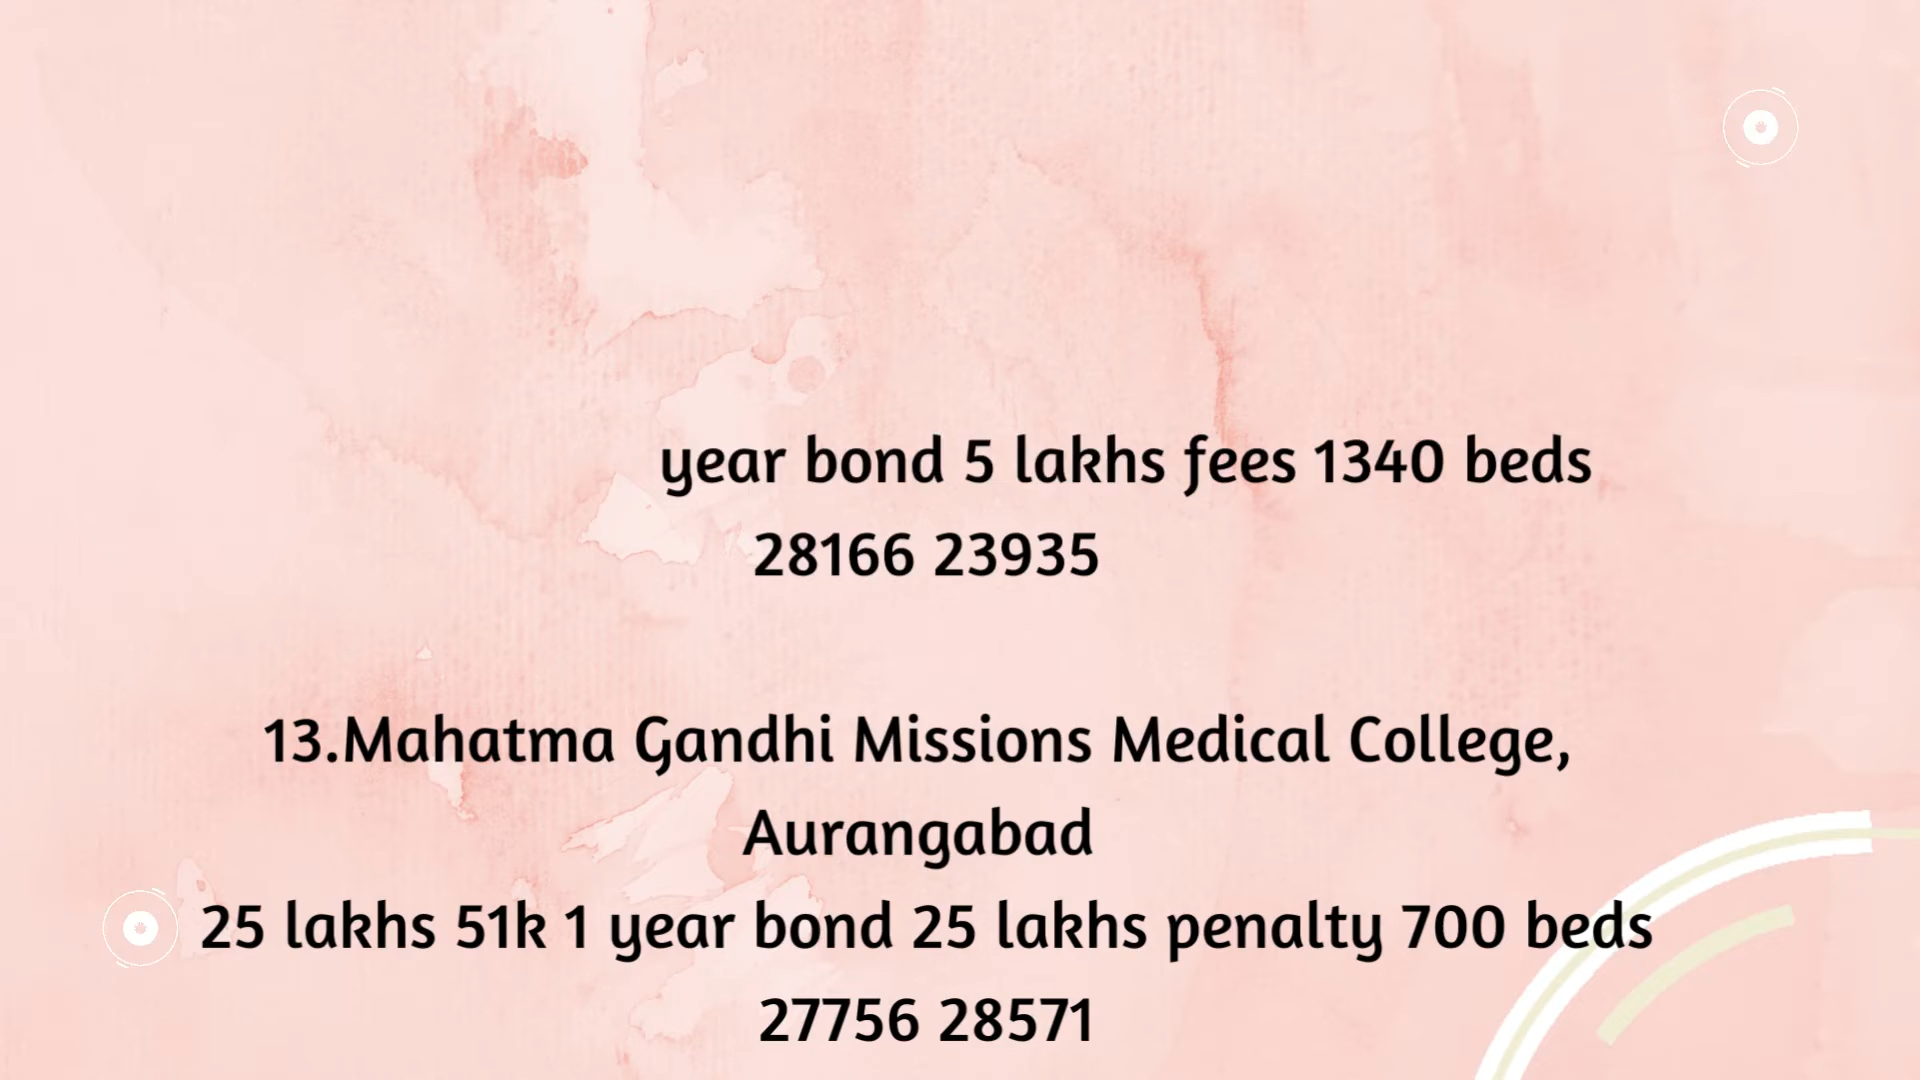 year bond 5 lakhs fees 1340 beds
28166 23935
13.Mahatma Gandhi Missions Medical College,
Aurangabad
25 lakhs 51k 1 year bond 25 lakhs penalty 700 beds
27756 28571